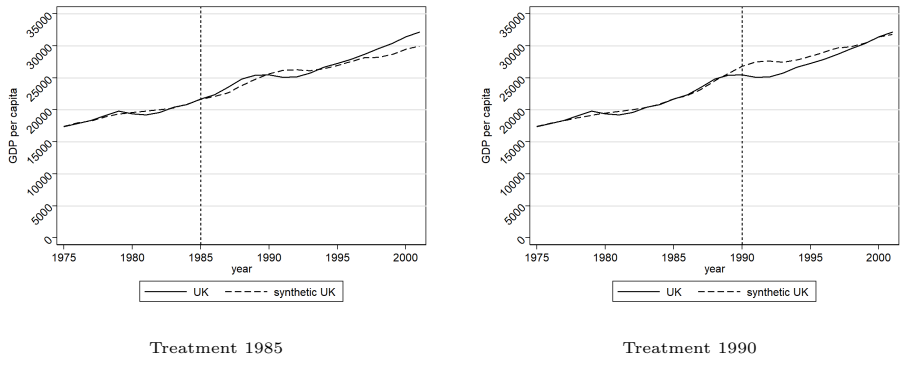 GDP per capita
35000
30000
25000
20000
15000
10000
5000
0
1975 1980 1985 1990 1995 2000
year
UK synthetic UK
Treatment 1985
GDP per capita
35000
30000
25000
20000
15000
10000
5000
0
1975 1980 1985 1990 1995 2000
year
UK synthetic UK
Treatment 1990